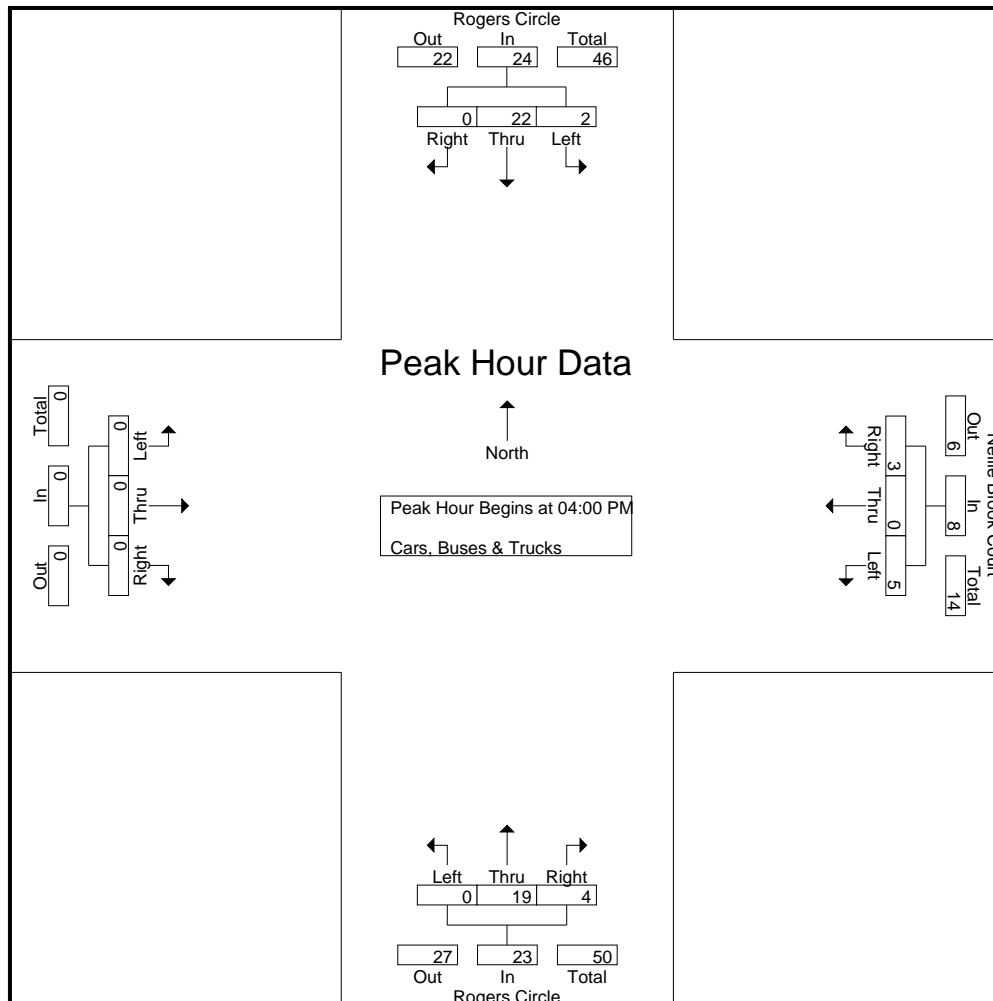 Rogers Circle
Out In Total
22 24 46
0 22 2
Right Thru Left
Peak Hour Data
North
Peak Hour Begins at 04:00 PM
Cars, Buses & Trucks
Total In Out
0 0 0
0 0 0
Left Thru Right
Right Thru Left
3 0 5
Out In Total
6 8 14
Nellie Brook Court
Left Thru Right
0 19 4
27 23 50
Out In Total
Rogers Circle